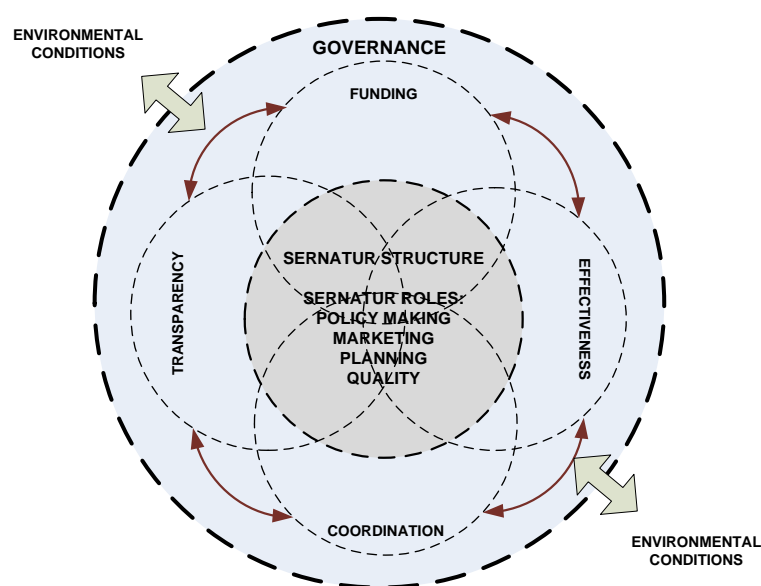 ENVIRONMENTAL
CONDITIONS
GOVERNANCE
FUNDING
TRANSPARENCY
SERNATUR STRUCTURE
SERNATUR ROLES:
POLICY MAKING
MARKETING
PLANNING
QUALITY
EFFECTIVENESS
COORDINATION
ENVIRONMENTAL
CONDITIONS